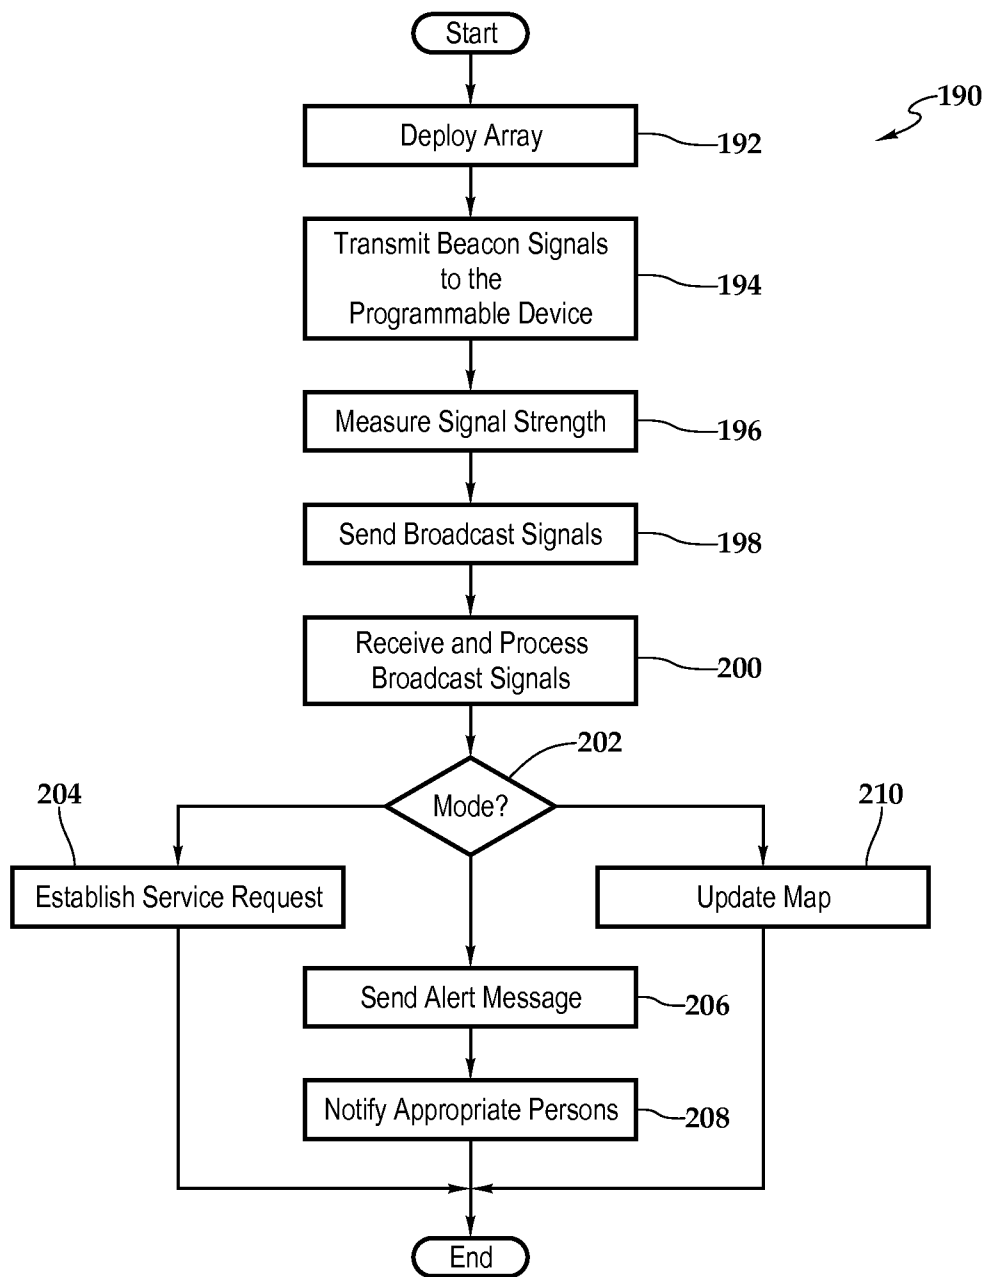 Start
190
Deploy Array
192
Transmit Beacon Signals
to the
Programmable Device
194
Measure Signal Strength
196
Send Broadcast Signals
198
Receive and Process
Broadcast Signals
200
202
Mode?
204
210
Establish Service Request
Update Map
Send Alert Message
206
Notify Appropriate Persons
208
End